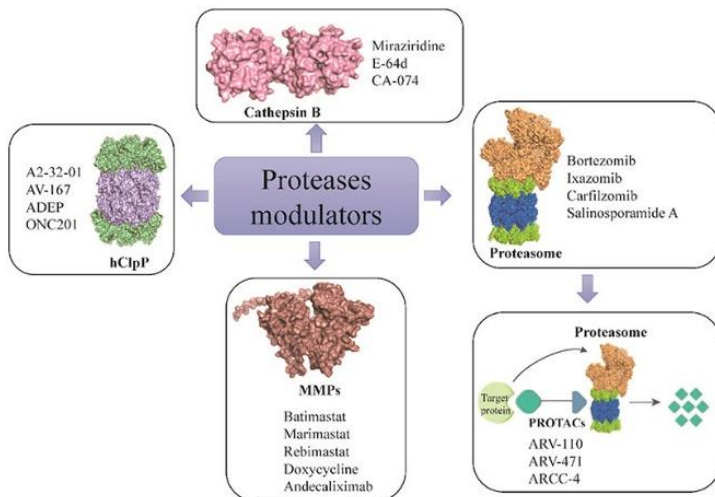 Miraziridine
E-64d
CA-074
Cathepsin B
A2-32-01
AV-167
ADEP
ONC201
hClpP
Proteases
modulators
Bortezomib
Ixazomib
Carfilzomib
Salinosporamide A
Proteasome
MMPs
Batimastat
Marimastat
Rebimastat
Doxycycline
Andecaliximab
Proteasome
Target
protein
PROTACs
ARV-110
ARV-471
ARCC-4